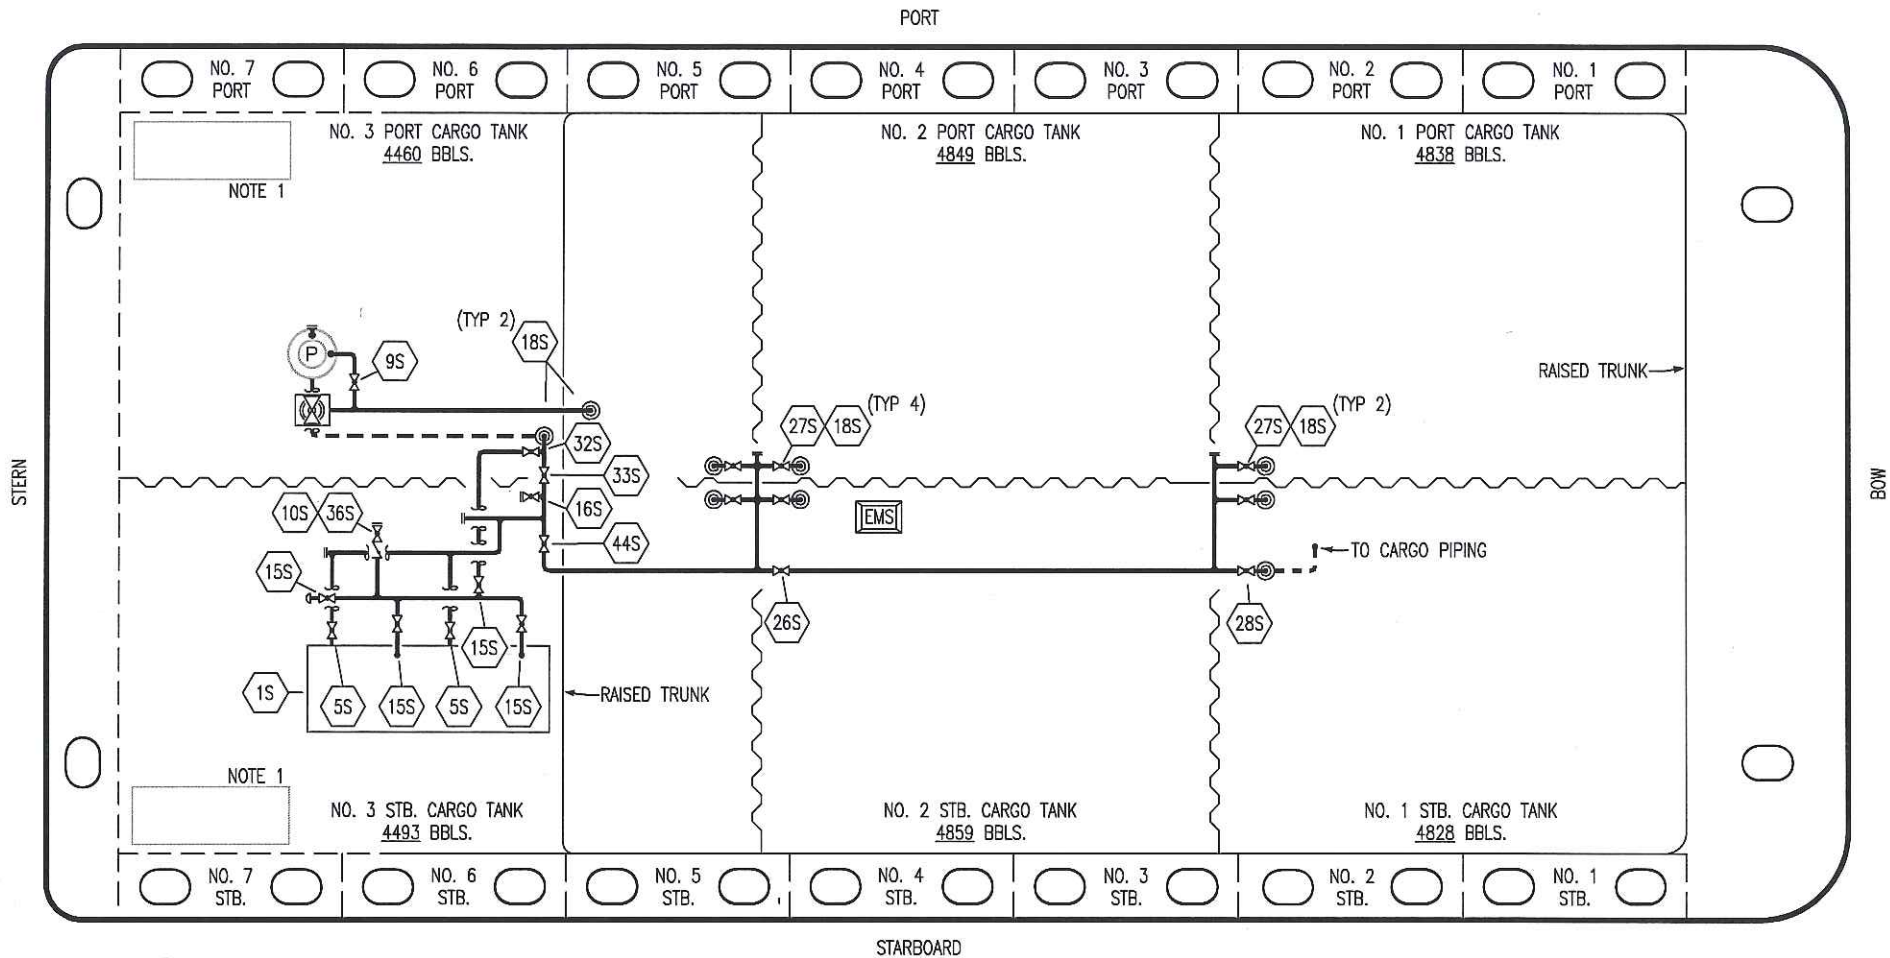 PORT
NO. 7
PORT
NO. 6
PORT
NO. 5
PORT
NO. 4
PORT
NO. 3
PORT
NO. 2
PORT
NO. 1
PORT
NO. 3 PORT CARGO TANK
4460 BBLS.
NO. 2 PORT CARGO TANK
4849 BBLS.
NO. 1 PORT CARGO TANK
4838 BBLS.
NOTE 1
(TYP 2)
18S
P
9S
RAISED TRUNK
27S
18S
(TYP 4)
27S
18S
(TYP 2)
32S
33S
STERN
BOW
10S
36S
16S
EMS
44S
TO CARGO PIPING
15S
26S
28S
15S
1S
5S
15S
5S
15S
RAISED TRUNK
NOTE 1
NO. 3 STB. CARGO TANK
4493 BBLS.
NO. 2 STB. CARGO TANK
4859 BBLS.
NO. 1 STB. CARGO TANK
4828 BBLS.
NO. 7
STB.
NO. 6
STB.
NO. 5
STB.
NO. 4
STB.
NO. 3
STB.
NO. 2
STB.
NO. 1
STB.
STARBOARD